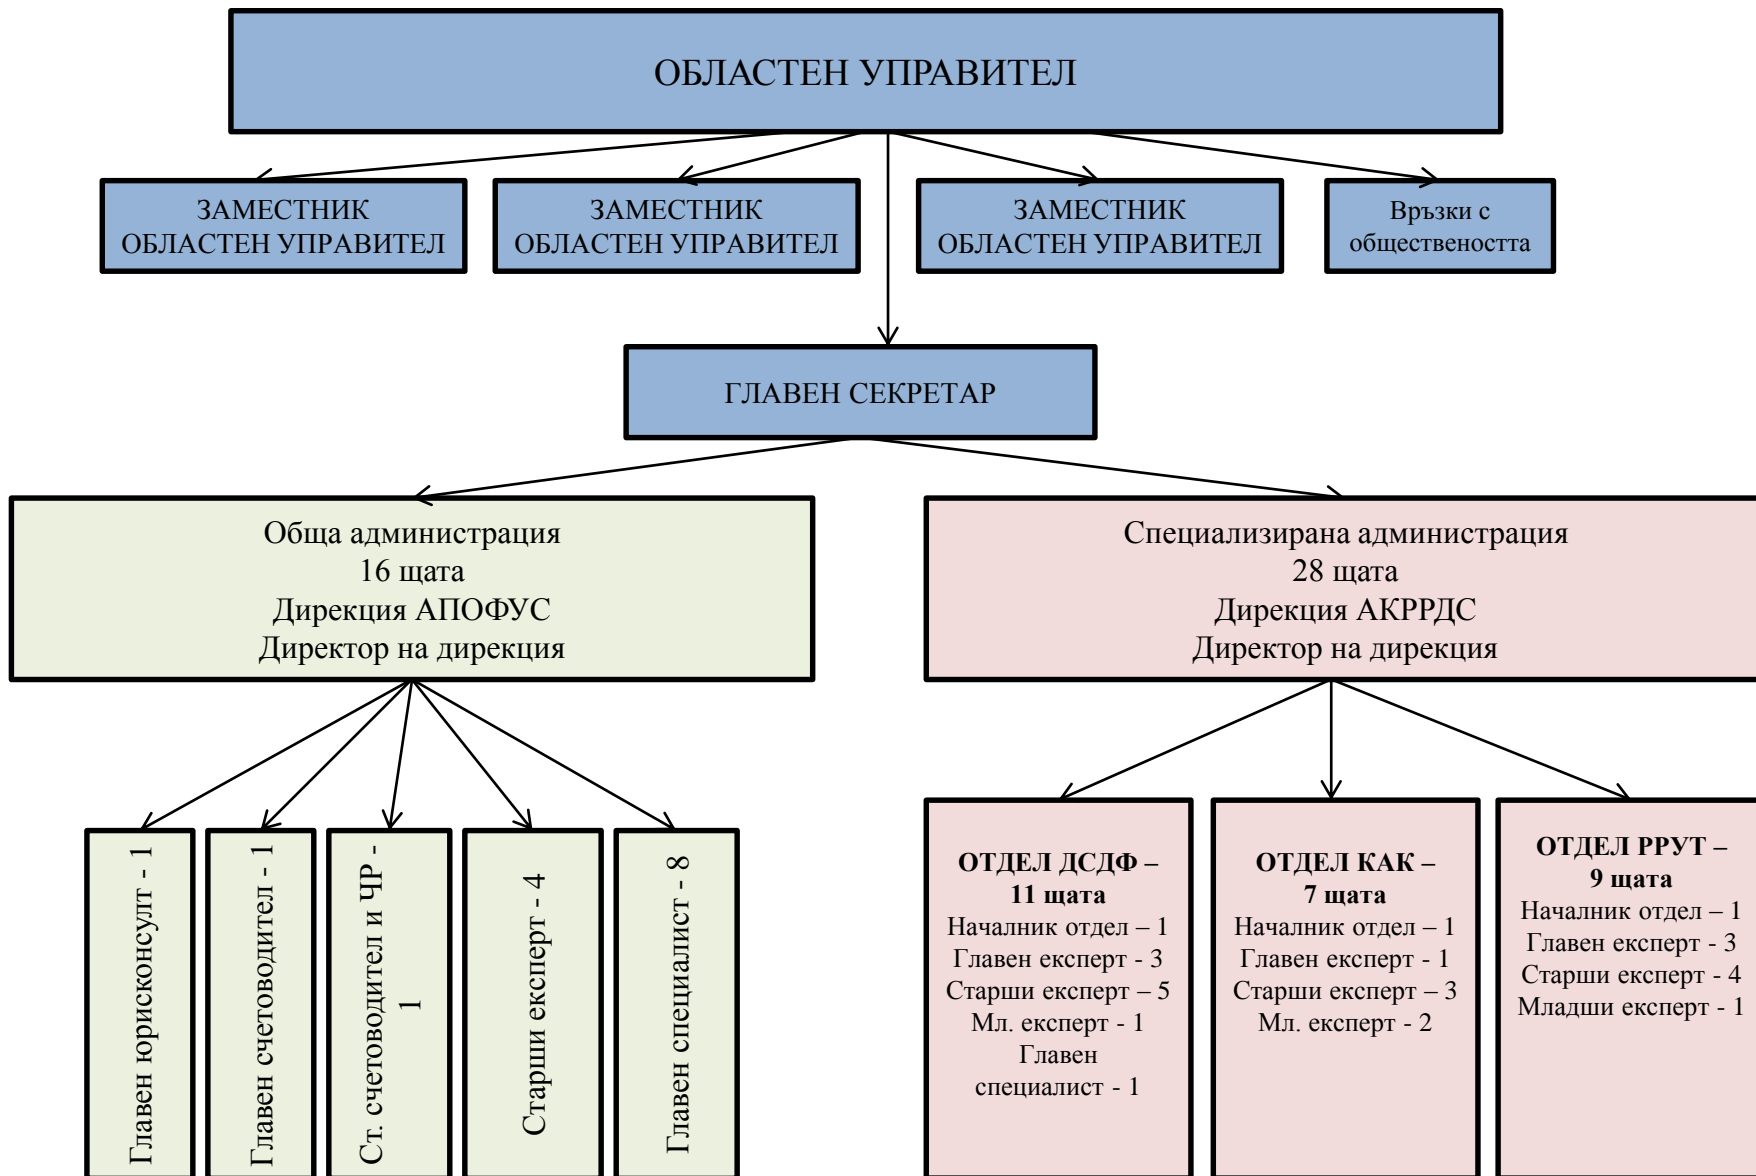 ОБЛАСТЕН УПРАВИТЕЛ
ЗАМЕСТНИК
ОБЛАСТЕН УПРАВИТЕЛ
ЗАМЕСТНИК
ОБЛАСТЕН УПРАВИТЕЛ
ЗАМЕСТНИК
ОБЛАСТЕН УПРАВИТЕЛ
Връзки с
обществеността
ГЛАВЕН СЕКРЕТАР
Обща администрация
16 щата
Дирекция АПОФУС
Директор на дирекция
Специализирана администрация
28 щата
Дирекция АКРРДС
Директор на дирекция
Главен юрисконсулт - 1
Главен счетоводител - 1
Ст. счетоводител и ЧР -
1
Старши експерт - 4
Главен специалист - 8
ОТДЕЛ ДСДФ –
11 щата
Началник отдел – 1
Главен експерт - 3
Старши експерт – 5
Мл. експерт - 1
Главен
специалист - 1
ОТДЕЛ КАК –
7 щата
Началник отдел – 1
Главен експерт - 1
Старши експерт – 3
Мл. експерт - 2
ОТДЕЛ РРУТ –
9 щата
Началник отдел – 1
Главен експерт - 3
Старши експерт - 4
Младши експерт - 1